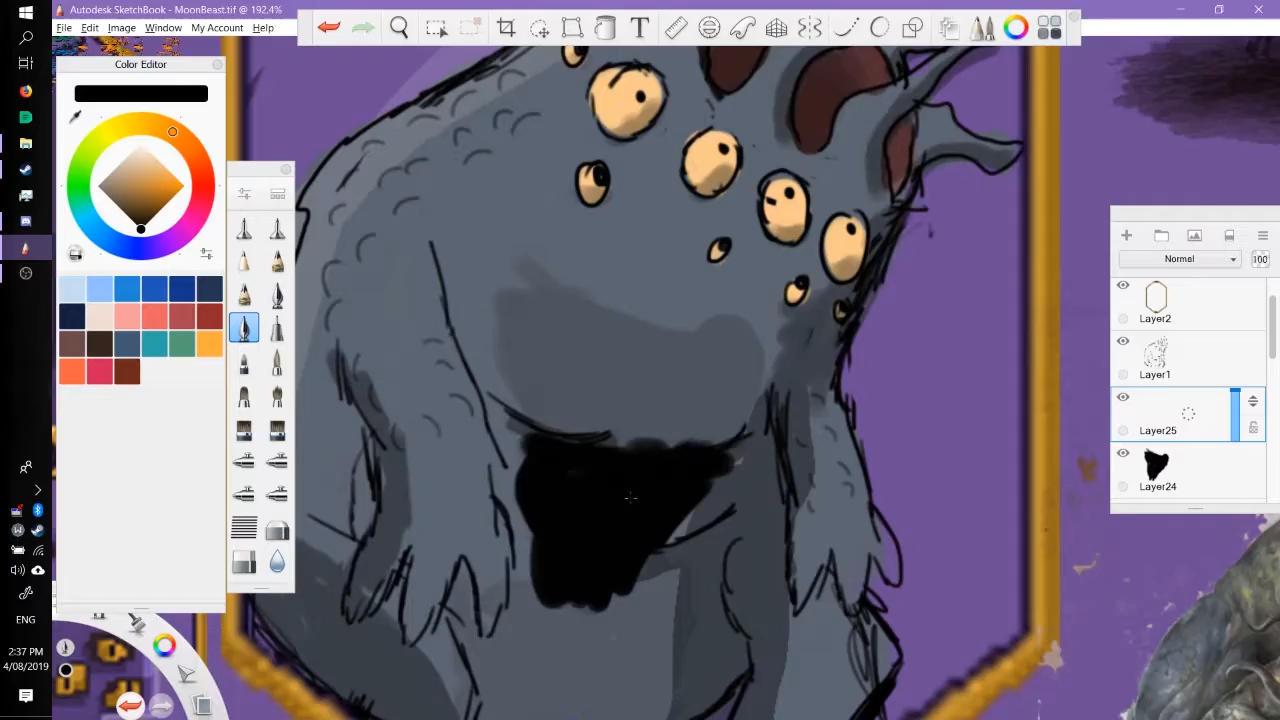 Autodesk SketchBook - MoonBeast.tif @ 192.4%
File Edit Image Window My Account Help
T
Color Editor
Normal 100
Layer2
Layer1
Layer25
Layer24
ENG
2:37 PM
4/08/2019